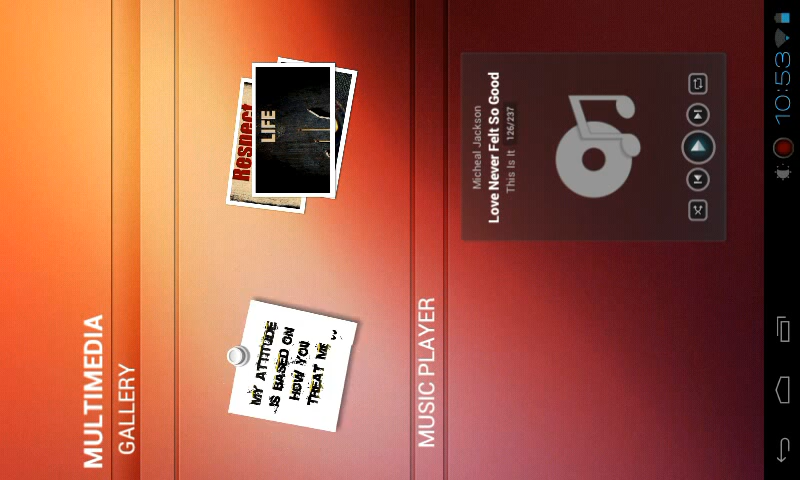 MULTIMEDIA
GALLERY
MY ATTITUDE
IS BASED ON
HOW YOU
TREAT ME
Respect
LIFE
MUSIC PLAYER
Micheal Jackson
Love Never Felt So Good
This Is It 126/237
10:53